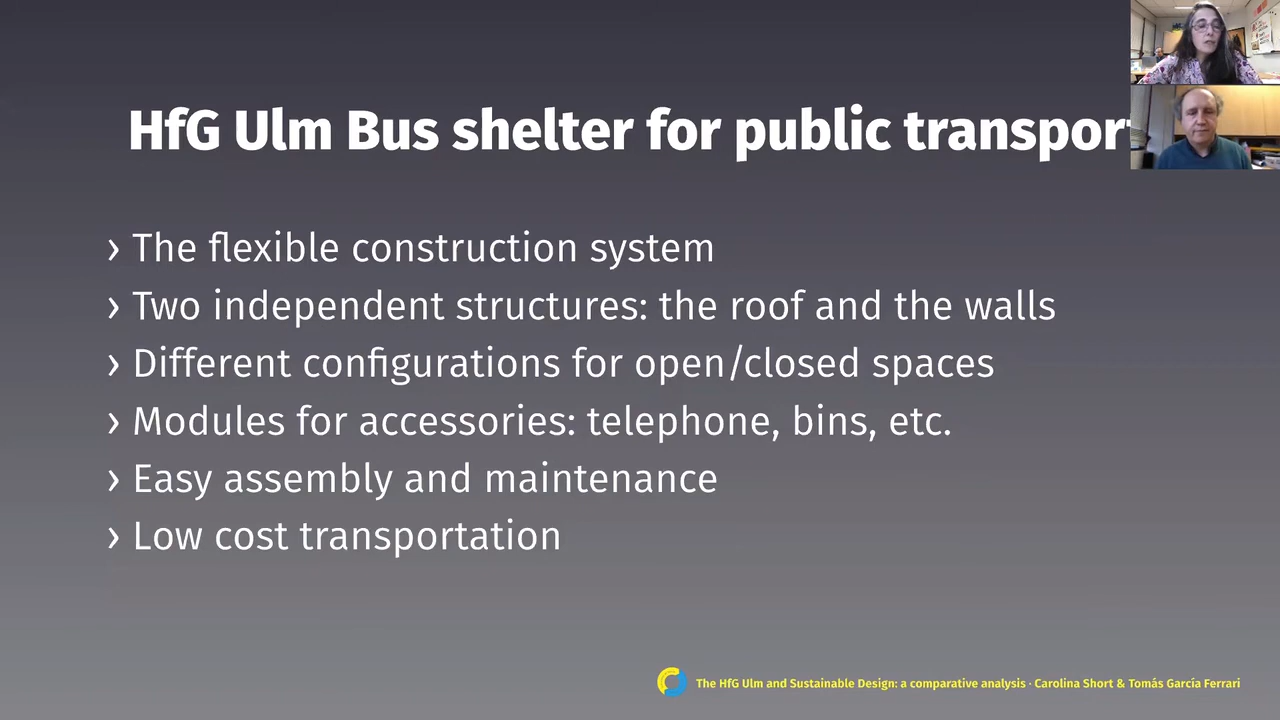 HfG Ulm Bus shelter for public transport
› The flexible construction system
› Two independent structures: the roof and the walls
› Different configurations for open/closed spaces
› Modules for accessories: telephone, bins, etc.
› Easy assembly and maintenance
› Low cost transportation
The HfG Ulm and Sustainable Design: a comparative analysis · Carolina Short & Tomás García Ferrari